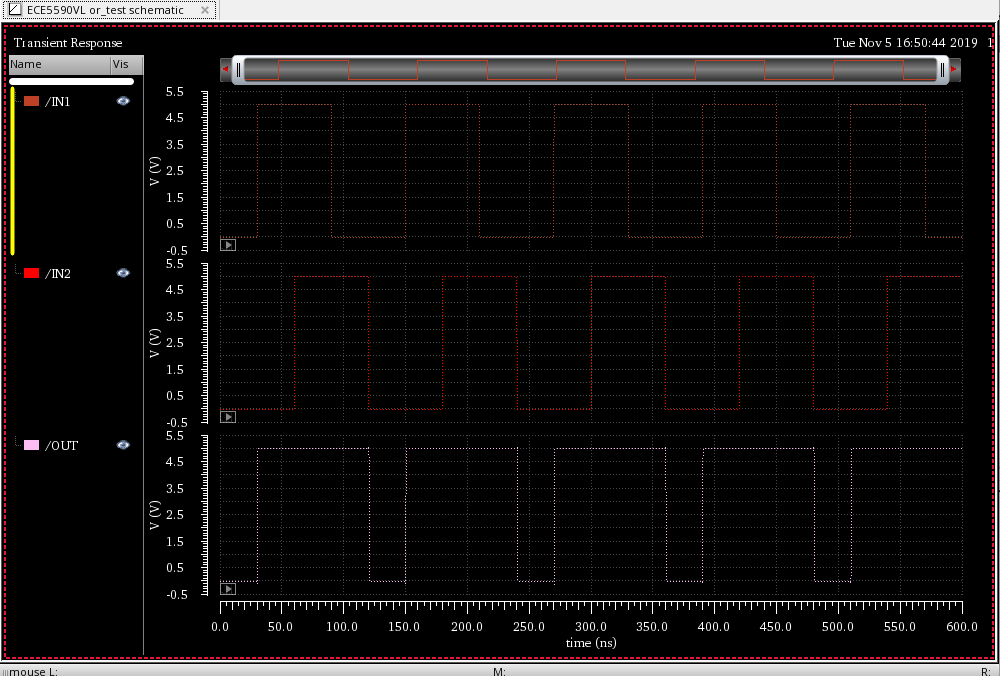 ECE5590VL or_test schematic
Transient Response
Tue Nov 5 16:50:44 2019 1
Name Vis
/IN1
5.5
4.5
3.5
2.5
1.5
0.5
-0.5
V (V)
/IN2
5.5
4.5
3.5
2.5
1.5
0.5
-0.5
V (V)
/OUT
5.5
4.5
3.5
2.5
1.5
0.5
-0.5
V (V)
0.0 50.0 100.0 150.0 200.0 250.0 300.0 350.0 400.0 450.0 500.0 550.0 600.0
time (ns)
mouse L: M: R: